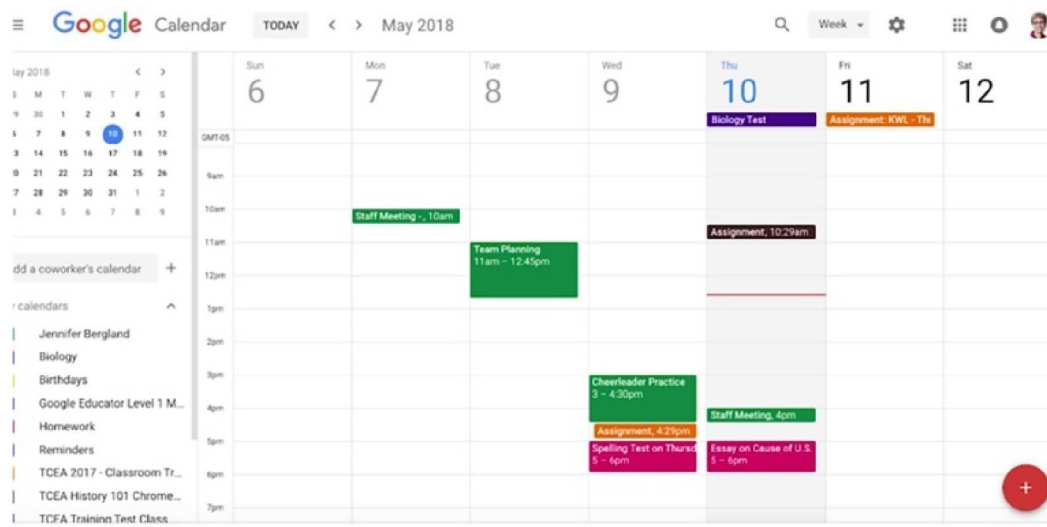 Google Calendar TODAY < > May 2018 Week
May 2018 < >
S M T W T F S
30 1 2 3 4 5
7 8 9 10 11 12
14 15 16 17 18 19
21 22 23 24 25 26
28 29 30 31 1 2
4 5 6 7 8 9
add a coworker's calendar +
calendars
Jennifer Bergland
Biology
Birthdays
Google Educator Level 1 M...
Homework
Reminders
TCEA 2017 - Classroom Tr...
TCEA History 101 Chrome...
TCEA Training Test Class
Sun Mon Tue Wed Thu Fri Sat
6 7 8 9 10 11 12
Biology Test
Assignment: KWL - Th
GMT-05
9am
10am
11am
12pm
1pm
2pm
3pm
4pm
5pm
6pm
7pm
Staff Meeting -, 10am
Team Planning
11am – 12:45pm
Cheerleader Practice
3 – 4:30pm
Assignment, 4:29pm
Spelling Test on Thursd
5 – 6pm
Assignment, 10:29am
Staff Meeting, 4pm
Essay on Cause of U.S.
5 – 6pm
+